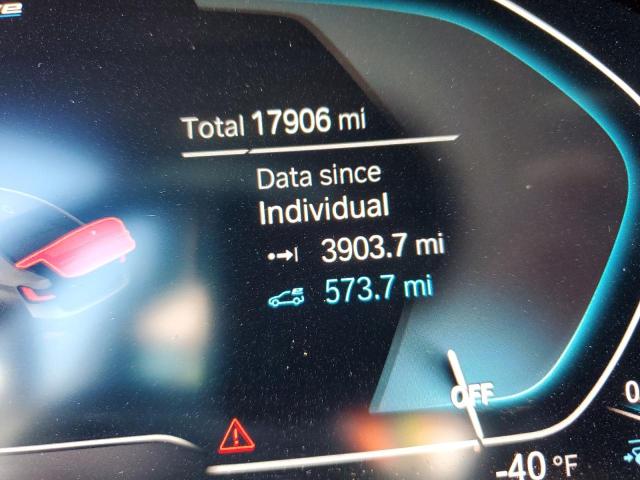 Total 17906 mi
Data since
Individual
3903.7 mi
573.7 mi
OFF
-40 °F